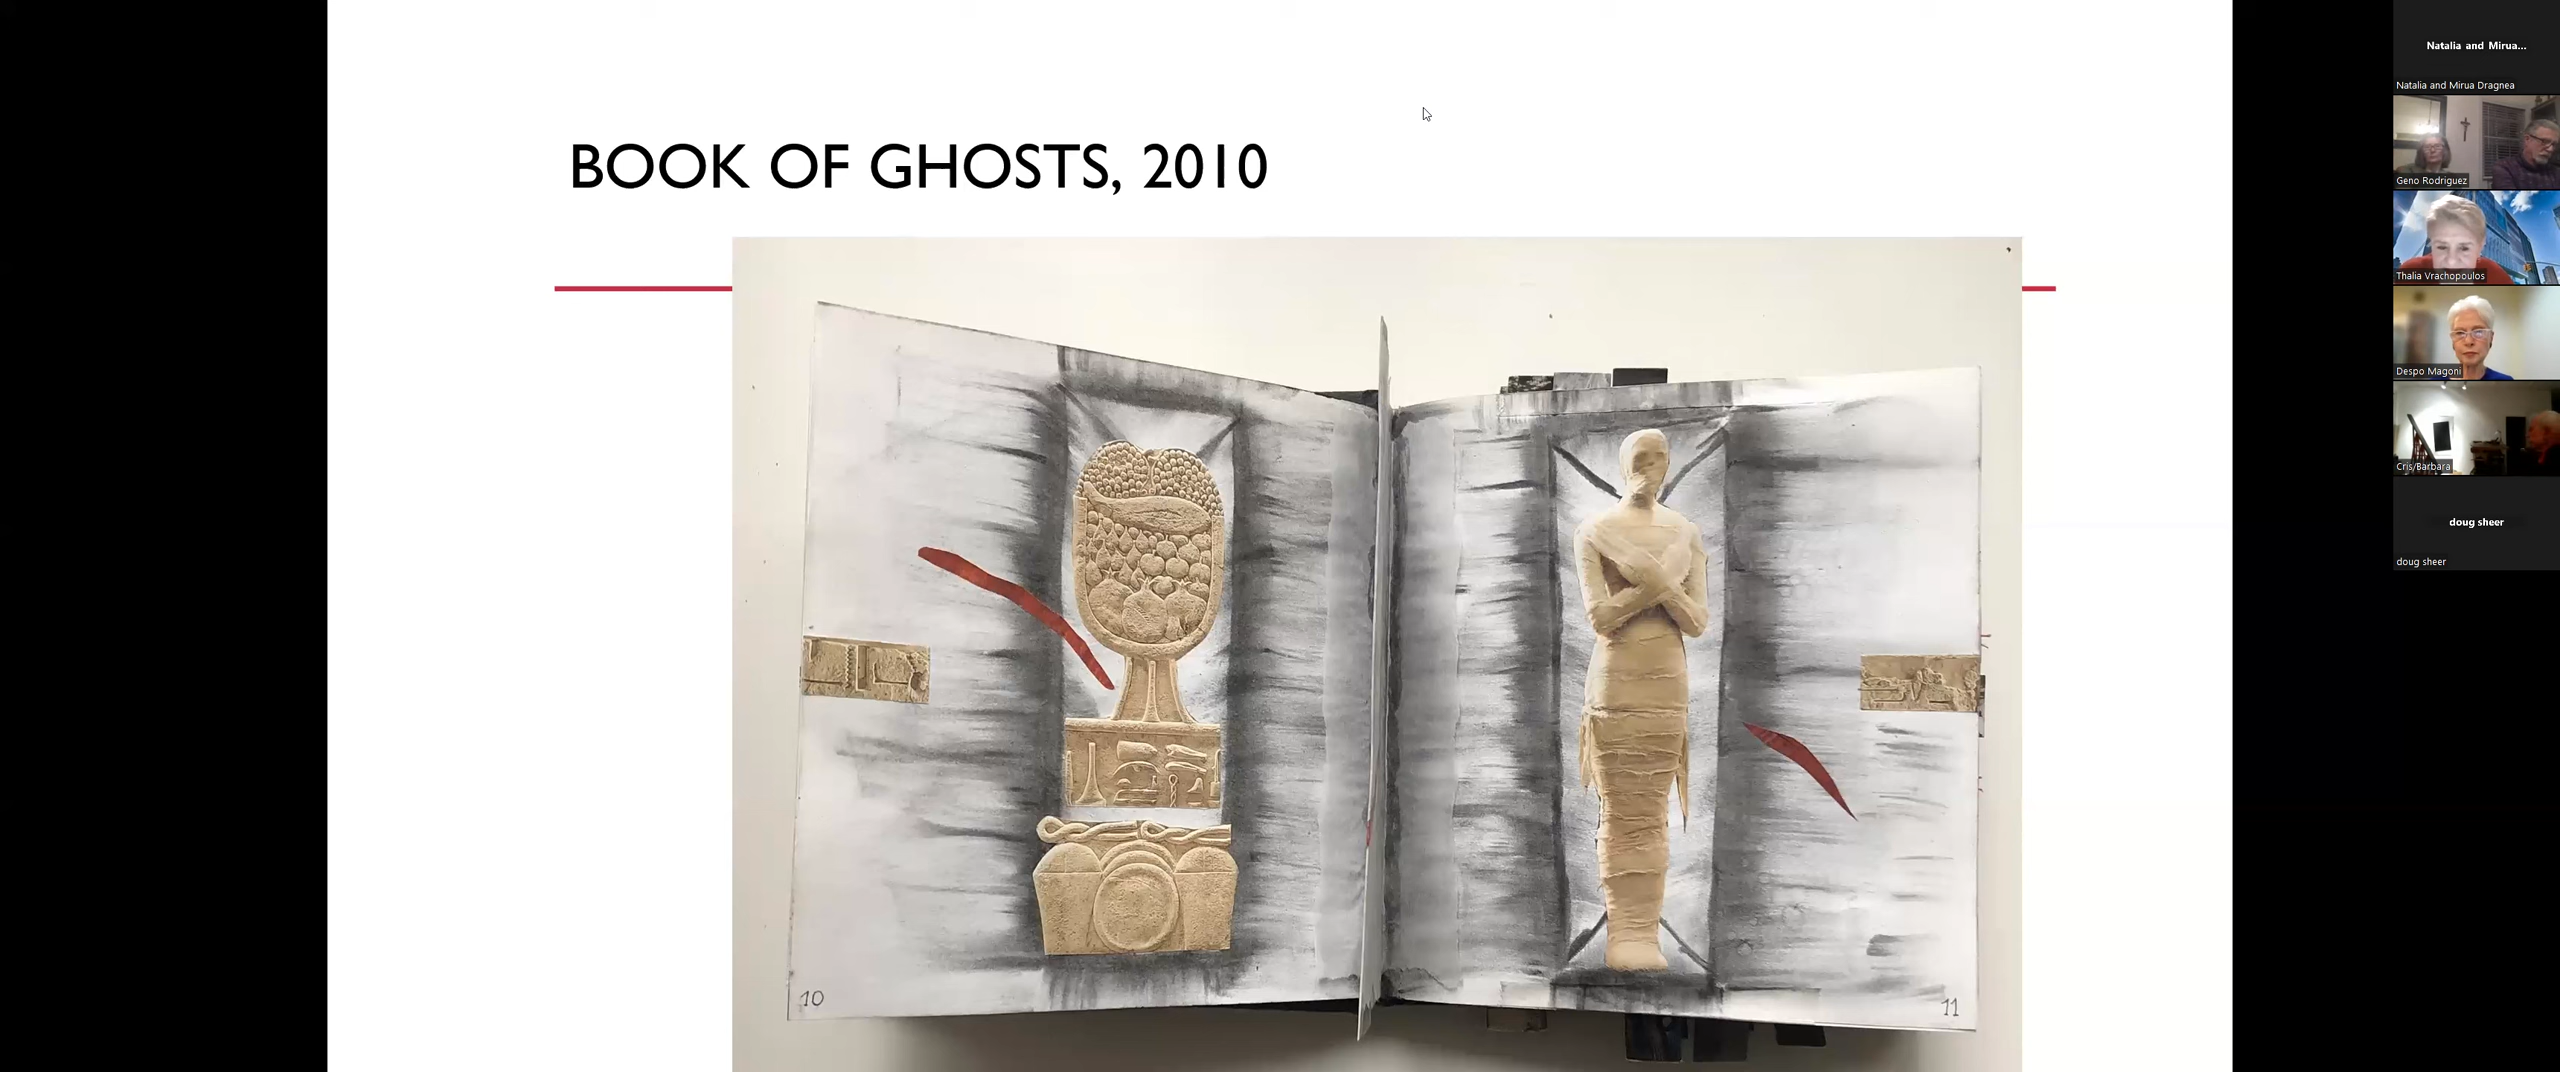 BOOK OF GHOSTS, 2010
10
11
Natalia and Mirua...
Natalia and Mirua Dragnea
Geno Rodriguez
Thalia Vrachopoulos
Despo Magoni
Cris/Barbara
doug sheer
doug sheer